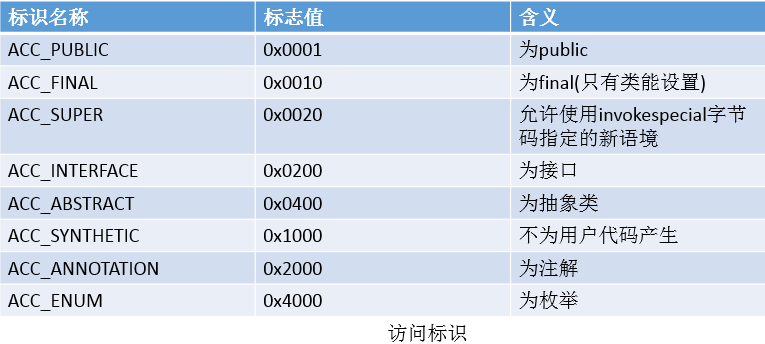 标识名称 标志值 含义
ACC_PUBLIC 0x0001 为public
ACC_FINAL 0x0010 为final(只有类能设置)
ACC_SUPER 0x0020 允许使用invokespecial字节
码指定的新语境
ACC_INTERFACE 0x0200 为接口
ACC_ABSTRACT 0x0400 为抽象类
ACC_SYNTHETIC 0x1000 不为用户代码产生
ACC_ANNOTATION 0x2000 为注解
ACC_ENUM 0x4000 为枚举
访问标识